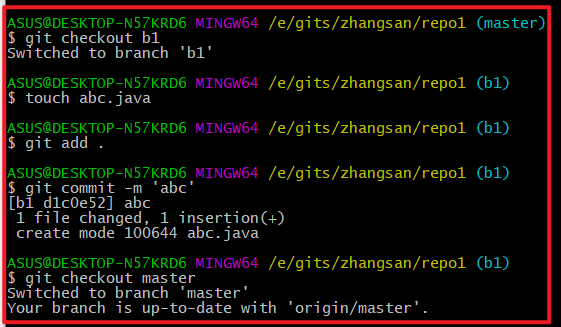 ASUS@DESKTOP-N57KRD6 MINGW64 /e/gits/zhangsan/repo1 (master)
$ git checkout b1
Switched to branch 'b1'
ASUS@DESKTOP-N57KRD6 MINGW64 /e/gits/zhangsan/repo1 (b1)
$ touch abc.java
ASUS@DESKTOP-N57KRD6 MINGW64 /e/gits/zhangsan/repo1 (b1)
$ git add .
ASUS@DESKTOP-N57KRD6 MINGW64 /e/gits/zhangsan/repo1 (b1)
$ git commit -m 'abc'
[b1 d1c0e52] abc
 1 file changed, 1 insertion(+)
 create mode 100644 abc.java
ASUS@DESKTOP-N57KRD6 MINGW64 /e/gits/zhangsan/repo1 (b1)
$ git checkout master
Switched to branch 'master'
Your branch is up-to-date with 'origin/master'.